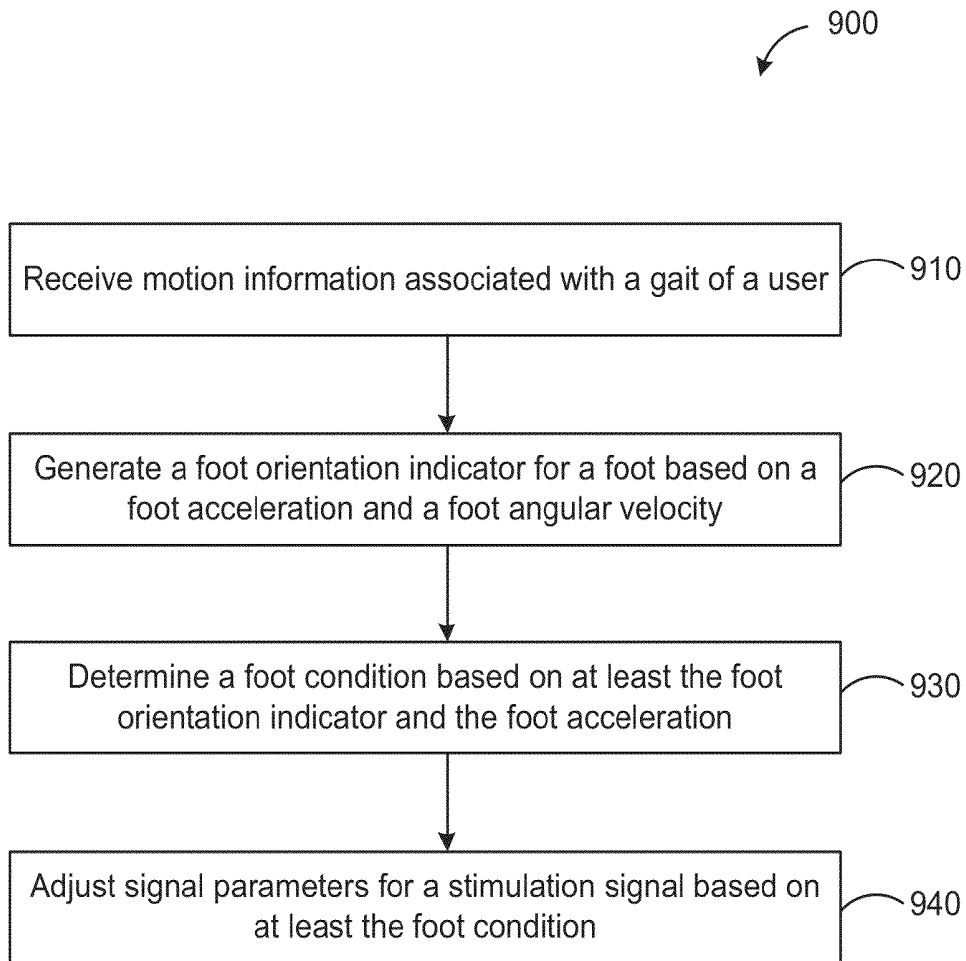 900
Receive motion information associated with a gait of a user
910
Generate a foot orientation indicator for a foot based on a
foot acceleration and a foot angular velocity
920
Determine a foot condition based on at least the foot
orientation indicator and the foot acceleration
930
Adjust signal parameters for a stimulation signal based on
at least the foot condition
940